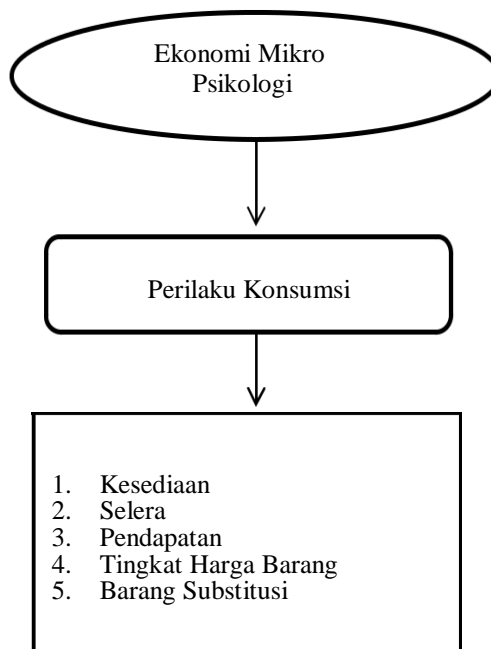 Ekonomi Mikro
Psikologi
Perilaku Konsumsi
1. Kesediaan
2. Selera
3. Pendapatan
4. Tingkat Harga Barang
5. Barang Substitusi